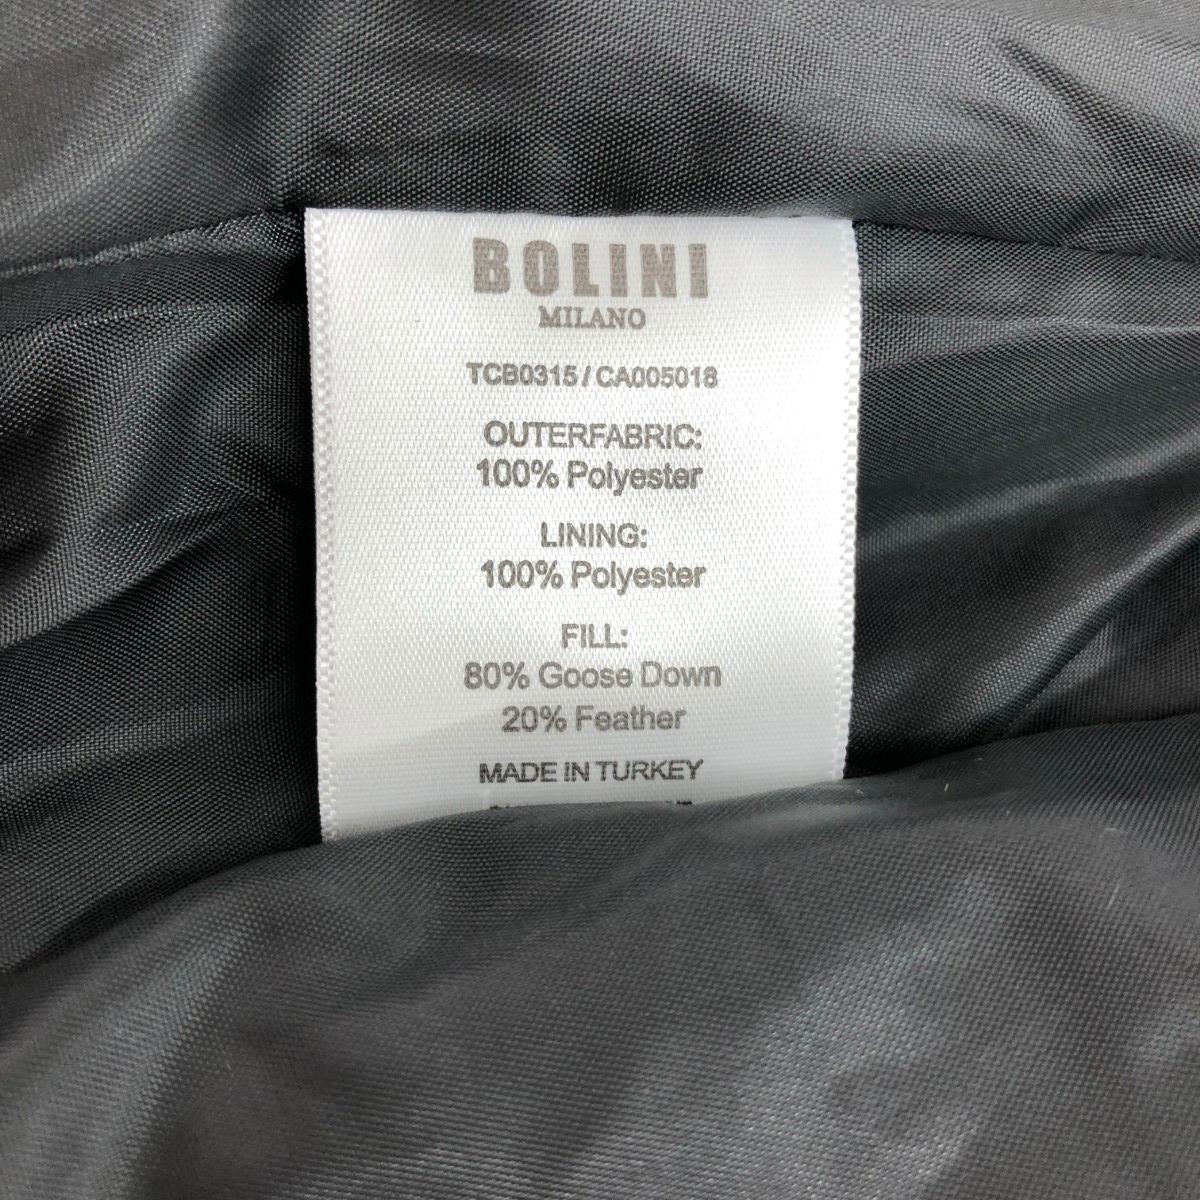 BOLINI
MILANO
TCB0315 / CA005018
OUTERFABRIC:
100% Polyester
LINING:
100% Polyester
FILL:
80% Goose Down
20% Feather
MADE IN TURKEY